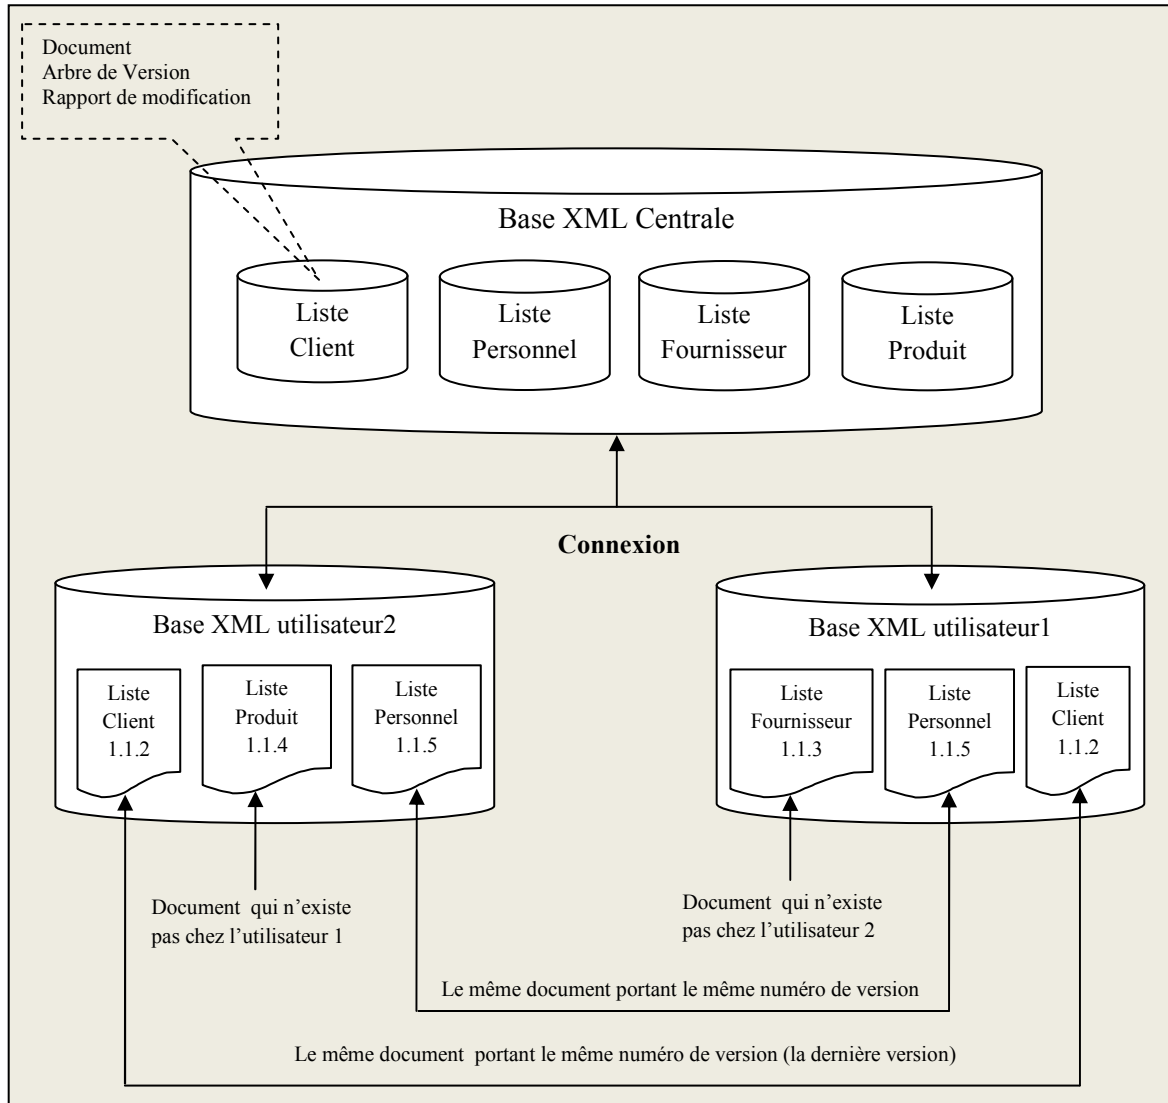 Document
Arbre de Version
Rapport de modification
Base XML Centrale
Liste
Client
Liste
Personnel
Liste
Fournisseur
Liste
Produit
Connexion
Base XML utilisateur2
Liste
Client
1.1.2
Liste
Produit
1.1.4
Liste
Personnel
1.1.5
Base XML utilisateur1
Liste
Fournisseur
1.1.3
Liste
Personnel
1.1.5
Liste
Client
1.1.2
Document  qui n’existe
pas chez l’utilisateur 1
Document  qui n’existe
pas chez l’utilisateur 2
Le même document portant le même numéro de version
Le même document  portant le même numéro de version (la dernière version)